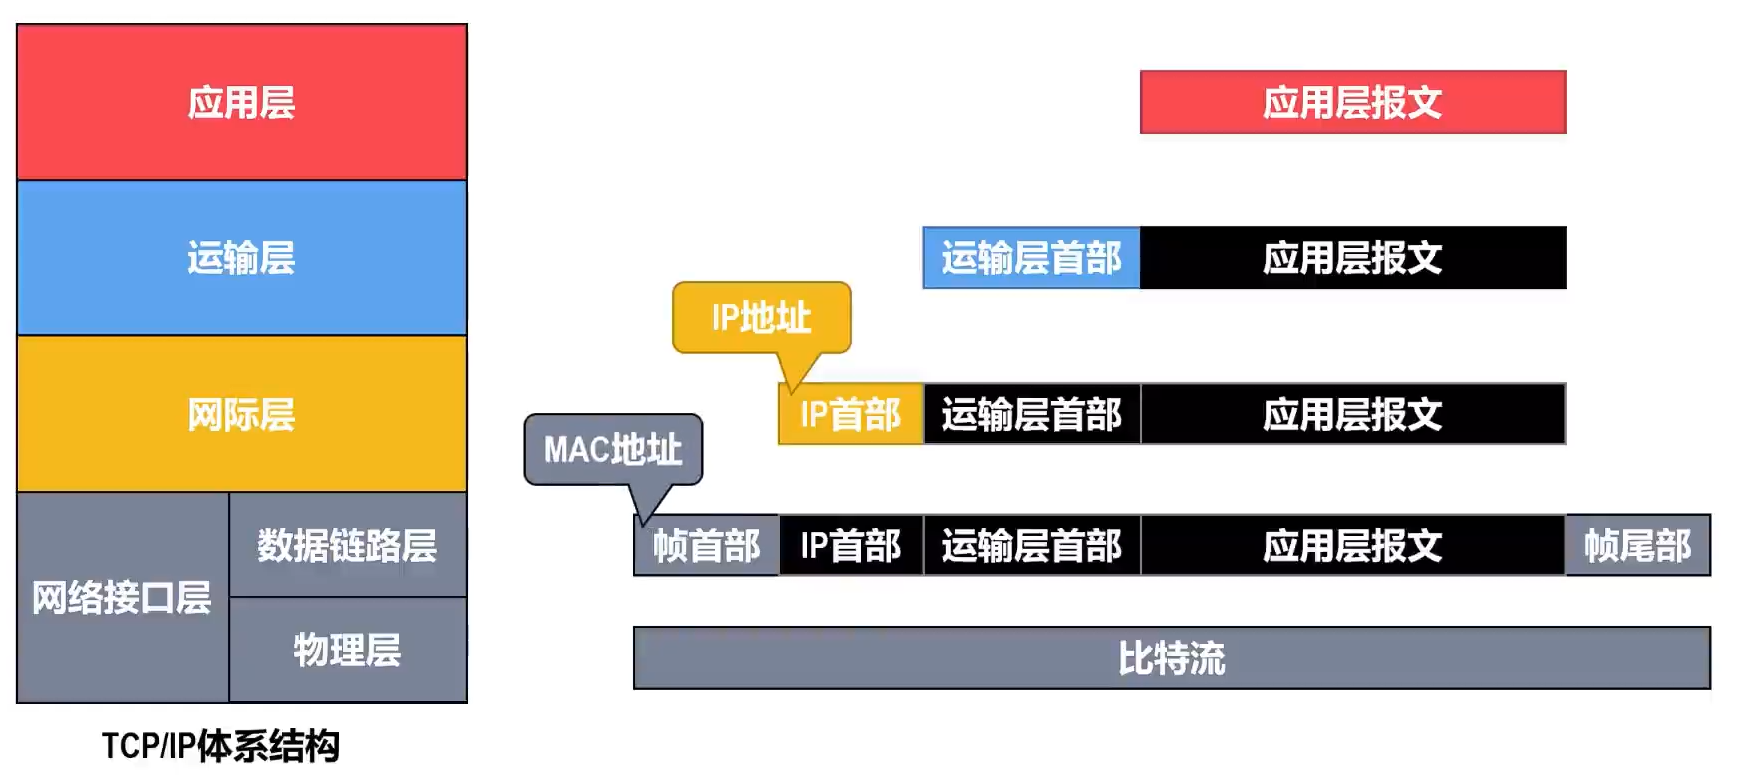 应用层
应用层报文
运输层
运输层首部 应用层报文
IP地址
网际层
IP首部 运输层首部 应用层报文
MAC地址
网络接口层
数据链路层
帧首部 IP首部 运输层首部 应用层报文 帧尾部
物理层
比特流
TCP/IP体系结构